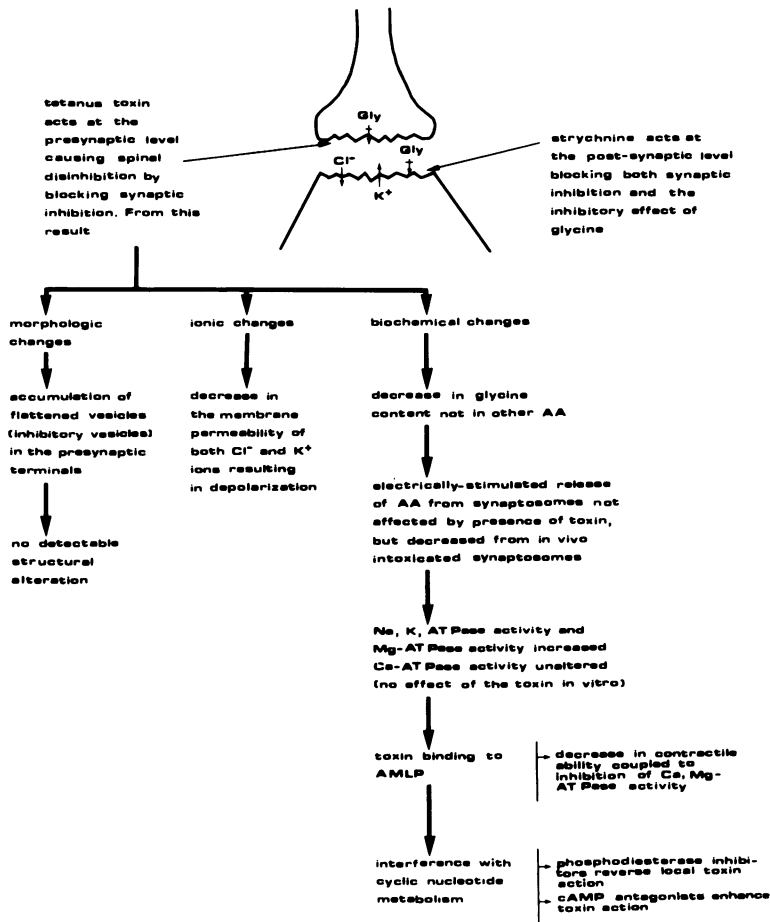 tetanus toxin
acts at the
presynaptic level
causing spinal
disinhibition by
blocking synaptic
inhibition. From this
result
Gly
Cl⁻
Gly
K⁺
strychnine acts at
the post-synaptic level
blocking both synaptic
inhibition and the
inhibitory effect of
glycine
morphologic
changes
accumulation of
flattened vesicles
(inhibitory vesicles)
in the presynaptic
terminals
no detectable
structural
alteration
ionic changes
decrease in
the membrane
permeability of
both Cl⁻ and K⁺
ions resulting
in depolarization
biochemical changes
decrease in glycine
content not in other AA
electrically-stimulated release
of AA from synaptosomes not
affected by presence of toxin,
but decreased from in vivo
intoxicated synaptosomes
Na, K, ATPase activity and
Mg-ATPase activity increased
Ca-ATPase activity unaltered
(no effect of the toxin in vitro)
toxin binding to
AMLP
decrease in contractile
ability coupled to
inhibition of Ca, Mg-
ATPase activity
interference with
cyclic nucleotide
metabolism
phosphodiesterase inhibi-
tors reverse local toxin
action
cAMP antagonists enhance
toxin action